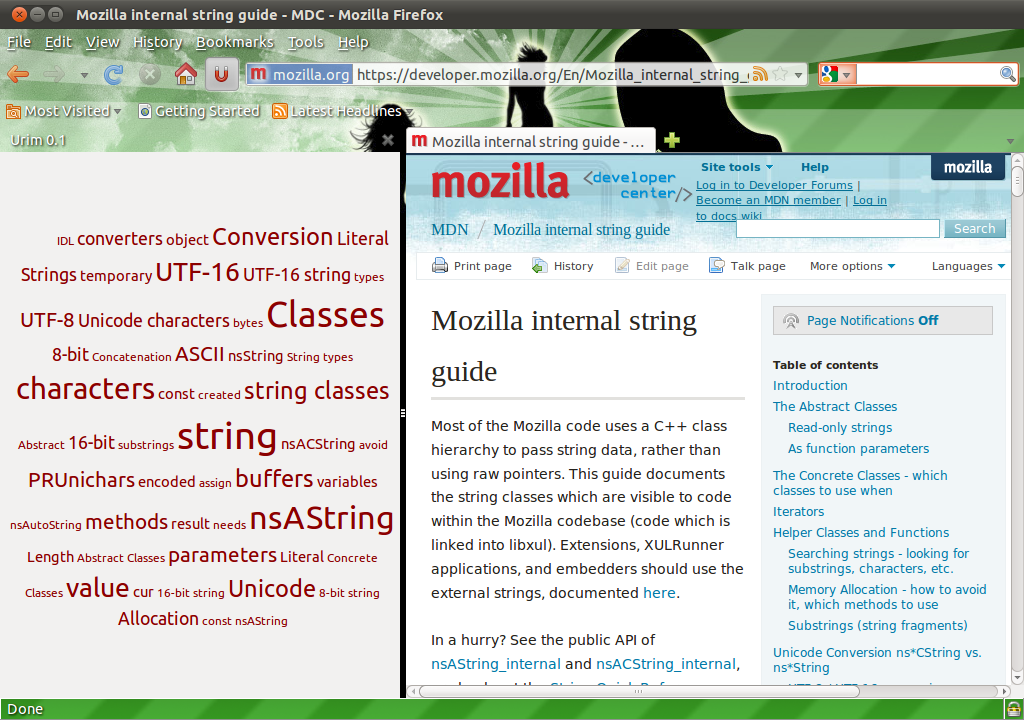 Mozilla internal string guide - MDC - Mozilla Firefox
File Edit View History Bookmarks Tools Help
mozilla.org https://developer.mozilla.org/En/Mozilla_internal_string_
Most Visited Getting Started Latest Headlines
Urim 0.1
Mozilla internal string guide - ...
IDL converters object Conversion Literal
Strings temporary UTF-16 UTF-16 string types
UTF-8 Unicode characters bytes Classes
8-bit Concatenation ASCII nsString String types
characters const created string classes
Abstract 16-bit substrings string nsACString avoid
PRUnichars encoded assign buffers variables
nsAutoString methods result needs nsAString
Length Abstract Classes parameters Literal Concrete
Classes value cur 16-bit string Unicode 8-bit string
Allocation const nsAString
mozilla <developer center/>
Site tools Help
mozilla
Log in to Developer Forums |
Become an MDN member | Log in
to docs wiki
MDN / Mozilla internal string guide
Search
Print page History Edit page Talk page More options Languages
Mozilla internal string
guide
Most of the Mozilla code uses a C++ class
hierarchy to pass string data, rather than
using raw pointers. This guide documents
the string classes which are visible to code
within the Mozilla codebase (code which is
linked into libxul). Extensions, XULRunner
applications, and embedders should use the
external strings, documented here.
In a hurry? See the public API of
nsAString_internal and nsACString_internal,
Page Notifications Off
Table of contents
Introduction
The Abstract Classes
Read-only strings
As function parameters
The Concrete Classes - which
classes to use when
Iterators
Helper Classes and Functions
Searching strings - looking for
substrings, characters, etc.
Memory Allocation - how to avoid
it, which methods to use
Substrings (string fragments)
Unicode Conversion ns*CString vs.
ns*String
Done